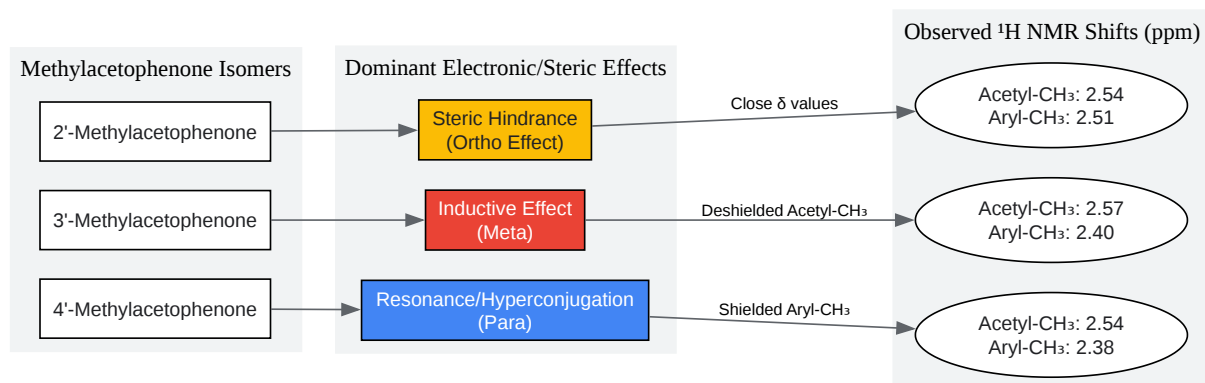 Methylacetophenone Isomers
Dominant Electronic/Steric Effects
Observed ¹H NMR Shifts (ppm)
2'-Methylacetophenone
Steric Hindrance
(Ortho Effect)
Close δ values
Acetyl-CH₃: 2.54
Aryl-CH₃: 2.51
3'-Methylacetophenone
Inductive Effect
(Meta)
Deshielded Acetyl-CH₃
Acetyl-CH₃: 2.57
Aryl-CH₃: 2.40
4'-Methylacetophenone
Resonance/Hyperconjugation
(Para)
Shielded Aryl-CH₃
Acetyl-CH₃: 2.54
Aryl-CH₃: 2.38